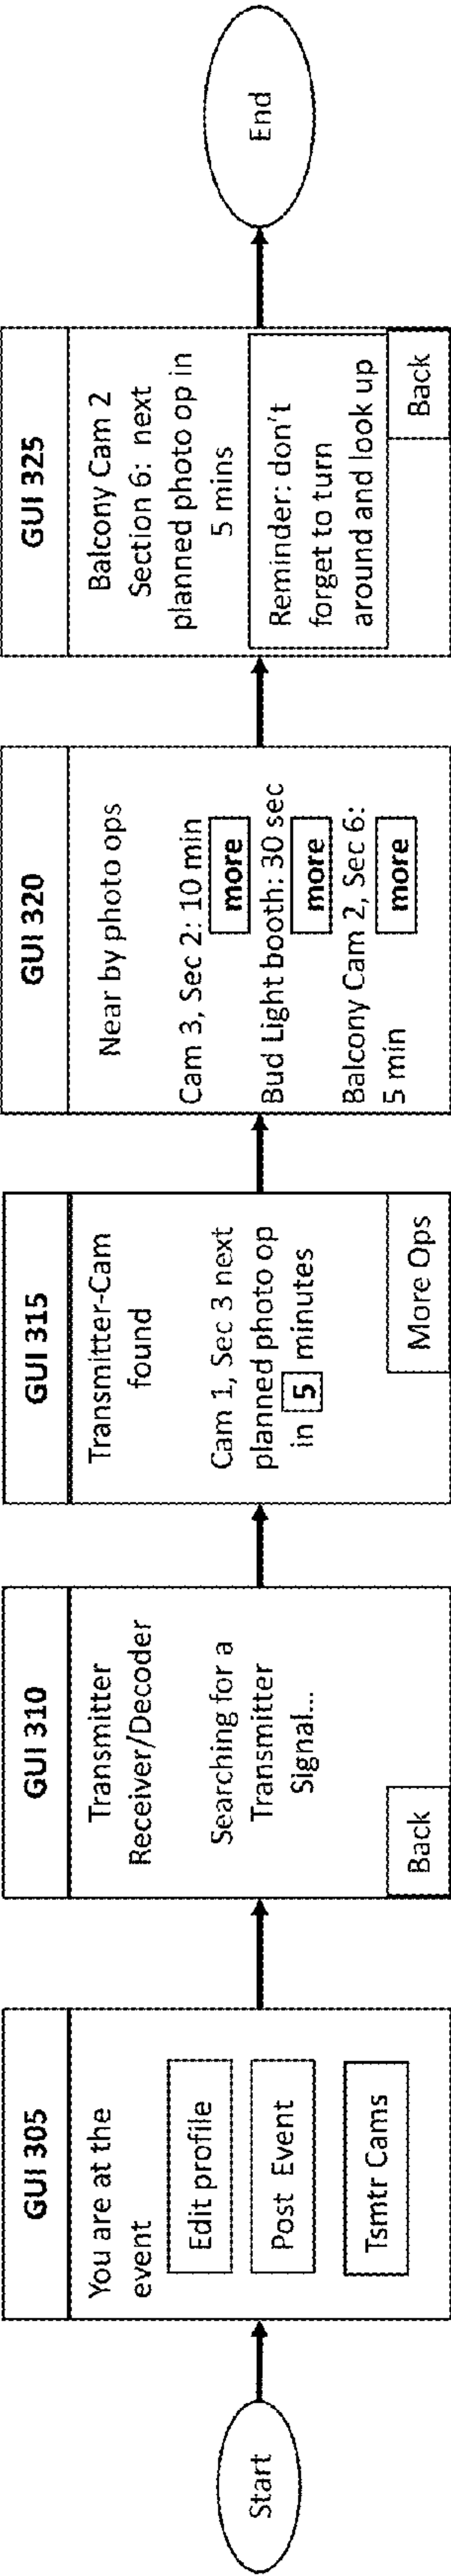 Start
GUI 305
You are at the
event
Edit profile
Post Event
Tsmtr Cams
GUI 310
Transmitter
Receiver/Decoder
Searching for a
Transmitter
Signal...
Back
GUI 315
Transmitter-Cam
found
Cam 1, Sec 3 next
planned photo op
in 5 minutes
More Ops
GUI 320
Near by photo ops
Cam 3, Sec 2: 10 min
more
Bud Light booth: 30 sec
more
Balcony Cam 2, Sec 6:
5 min more
GUI 325
Balcony Cam 2
Section 6: next
planned photo op in
5 mins
Reminder: don't
forget to turn
around and look up
Back
End